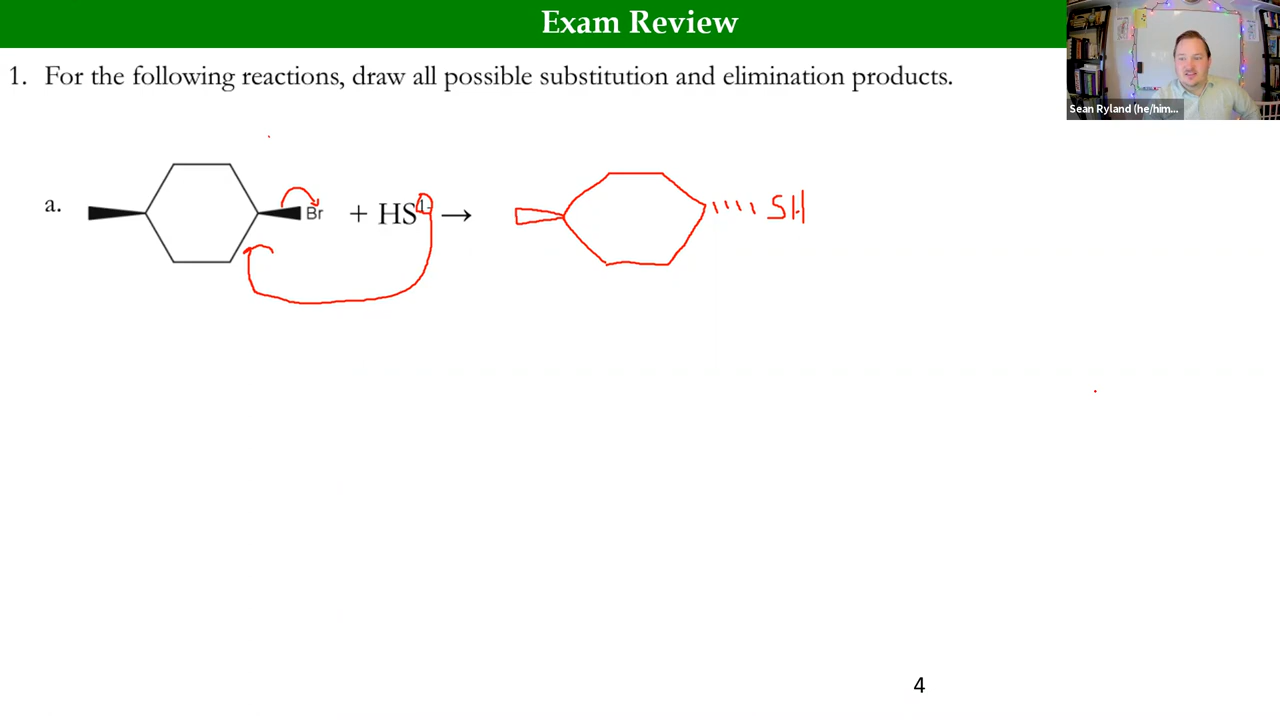 Exam Review
Sean Ryland (he/him...
1. For the following reactions, draw all possible substitution and elimination products.
a.
Br + HS¹⁻ →
SH
4